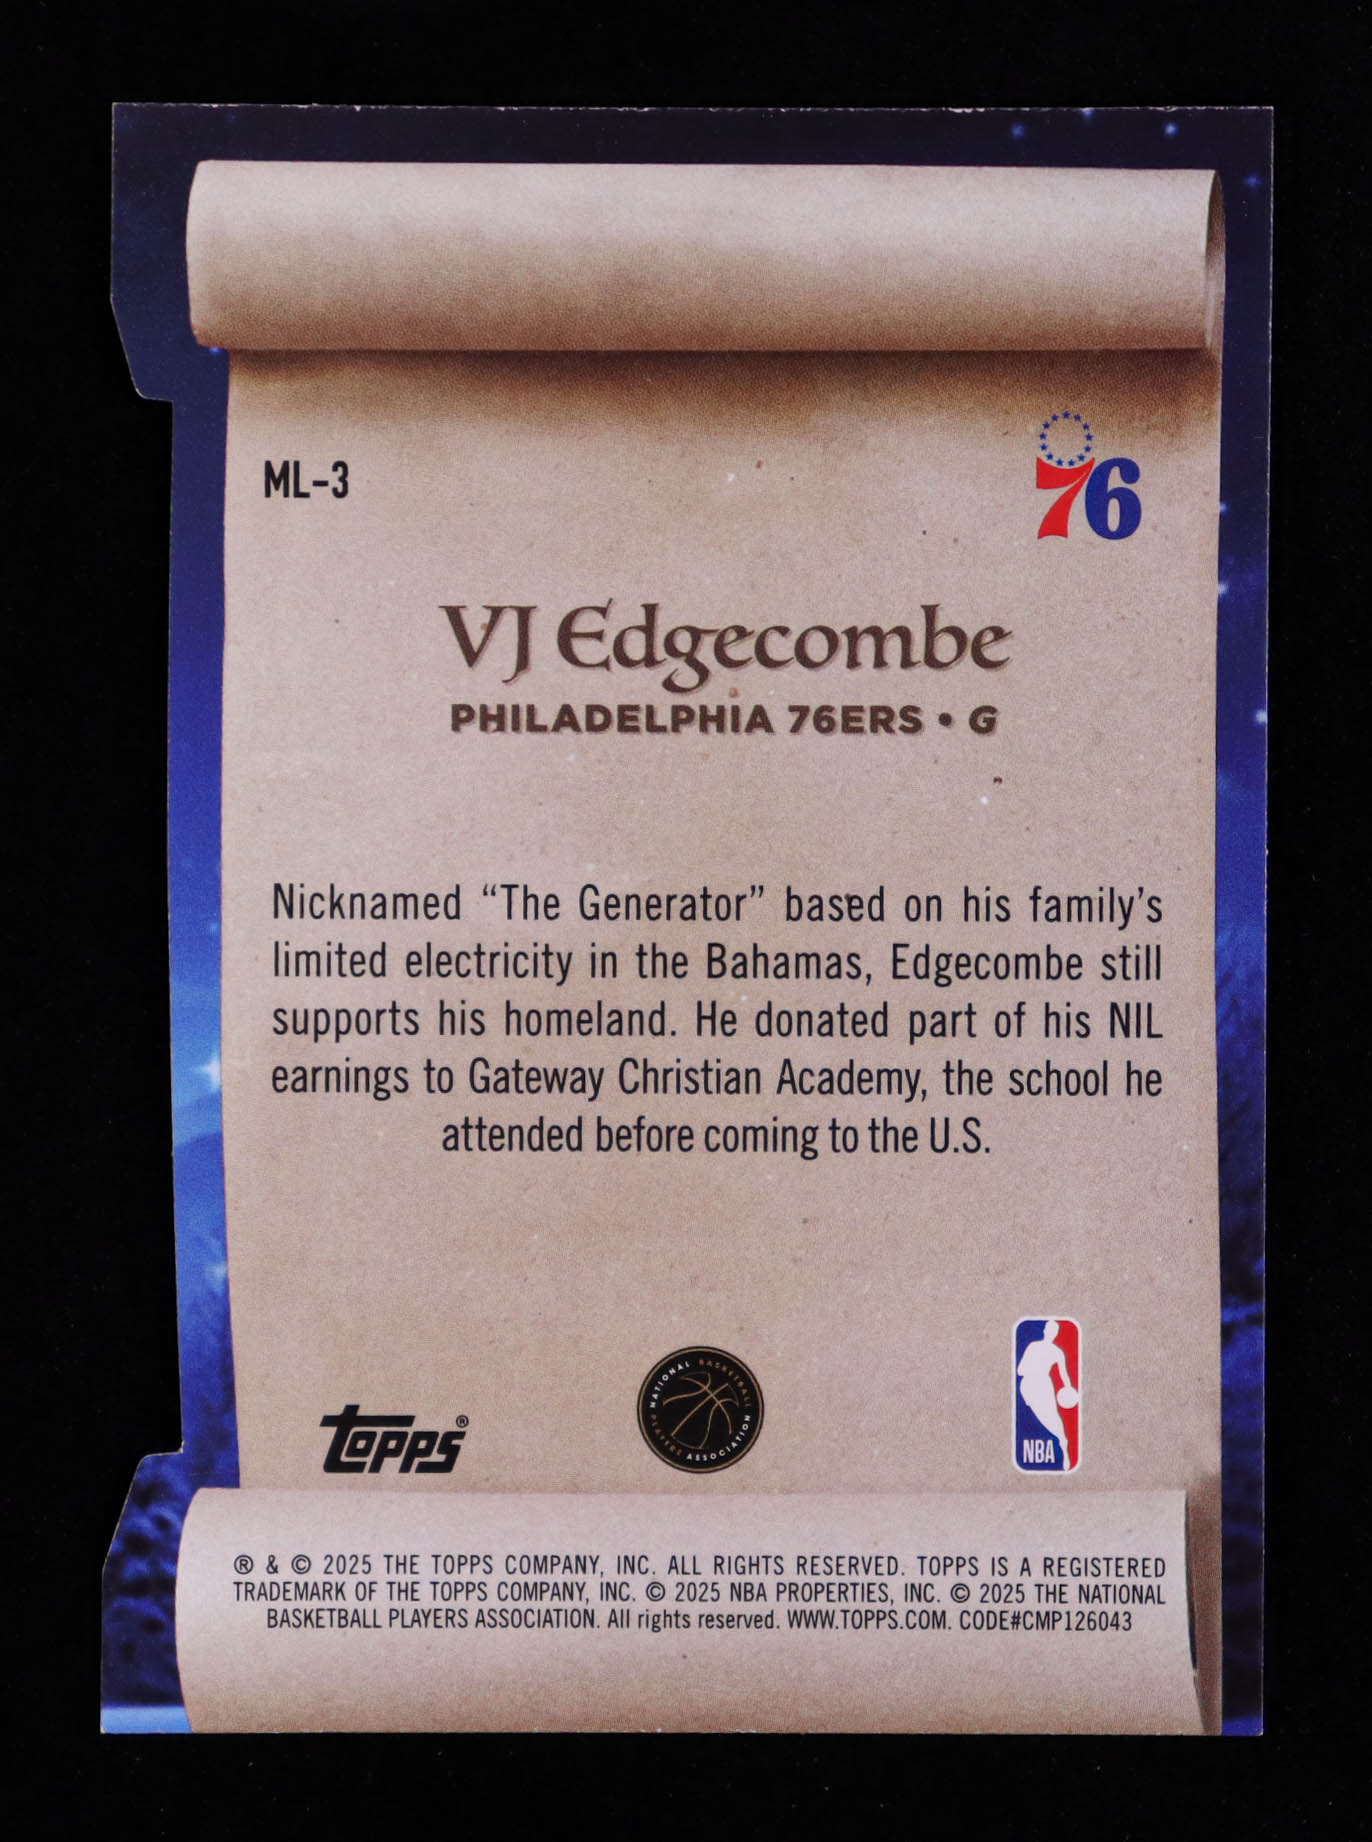 ML-3
76
VJ Edgecombe
PHILADELPHIA 76ERS • G
Nicknamed “The Generator” based on his family’s
limited electricity in the Bahamas, Edgecombe still
supports his homeland. He donated part of his NIL
earnings to Gateway Christian Academy, the school he
attended before coming to the U.S.
topps®
NATIONAL BASKETBALL PLAYERS ASSOCIATION
NBA
® & © 2025 THE TOPPS COMPANY, INC. ALL RIGHTS RESERVED. TOPPS IS A REGISTERED
TRADEMARK OF THE TOPPS COMPANY, INC. © 2025 NBA PROPERTIES, INC. © 2025 THE NATIONAL
BASKETBALL PLAYERS ASSOCIATION. All rights reserved. WWW.TOPPS.COM. CODE#CMP126043